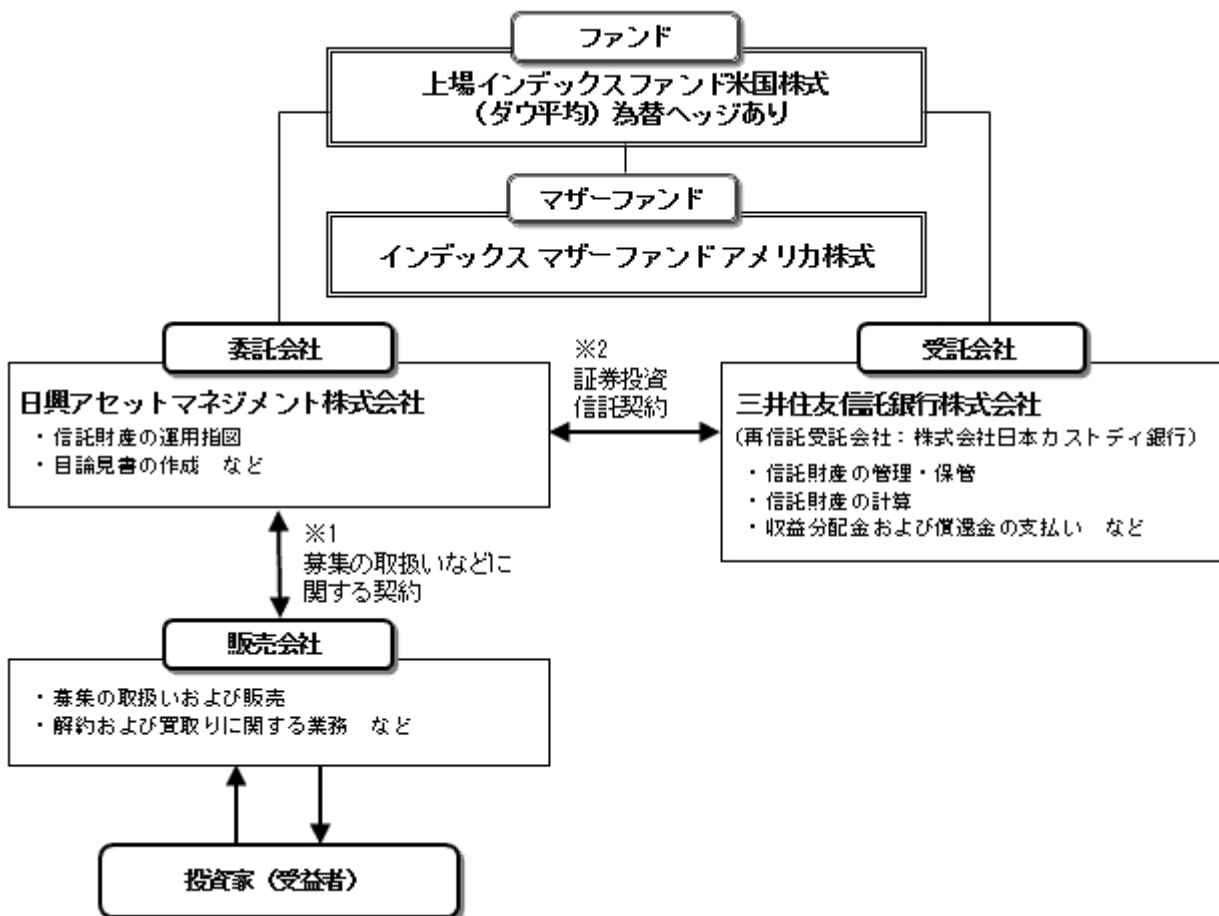 ファンド
上場インデックスファンド米国株式
（ダウ平均）為替ヘッジあり
マザーファンド
インデックス マザーファンド アメリカ株式
委託会社
日興アセットマネジメント株式会社
・信託財産の運用指図
・目論見書の作成　など
※2
証券投資
信託契約
受託会社
三井住友信託銀行株式会社
（再信託受託会社：株式会社日本カストディ銀行）
・信託財産の管理・保管
・信託財産の計算
・収益分配金および償還金の支払い　など
※1
募集の取扱いなどに
関する契約
販売会社
・募集の取扱いおよび販売
・解約および買取りに関する業務　など
投資家（受益者）